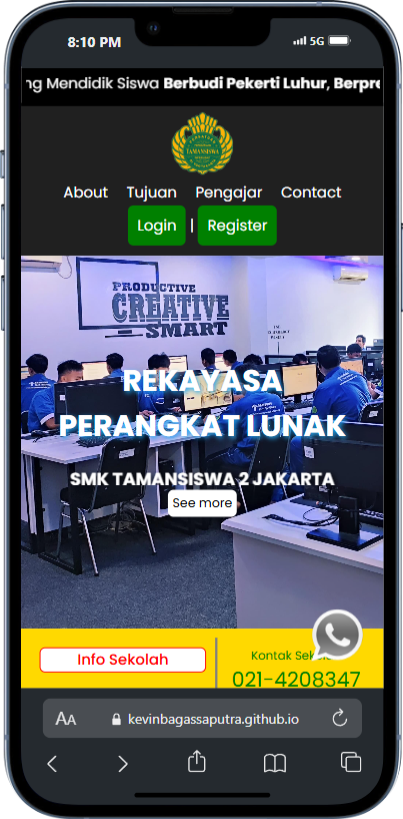 8:10 PM
5G
ng Mendidik Siswa Berbudi Pekerti Luhur, Berpre
TAMANSISWA
About Tujuan Pengajar Contact
Login | Register
PRODUCTIVE
CREATIVE
SMART
REKAYASA
PERANGKAT LUNAK
SMK TAMANSISWA 2 JAKARTA
See more
Info Sekolah
Kontak Sekol
021-4208347
AA kevinbagassaputra.github.io